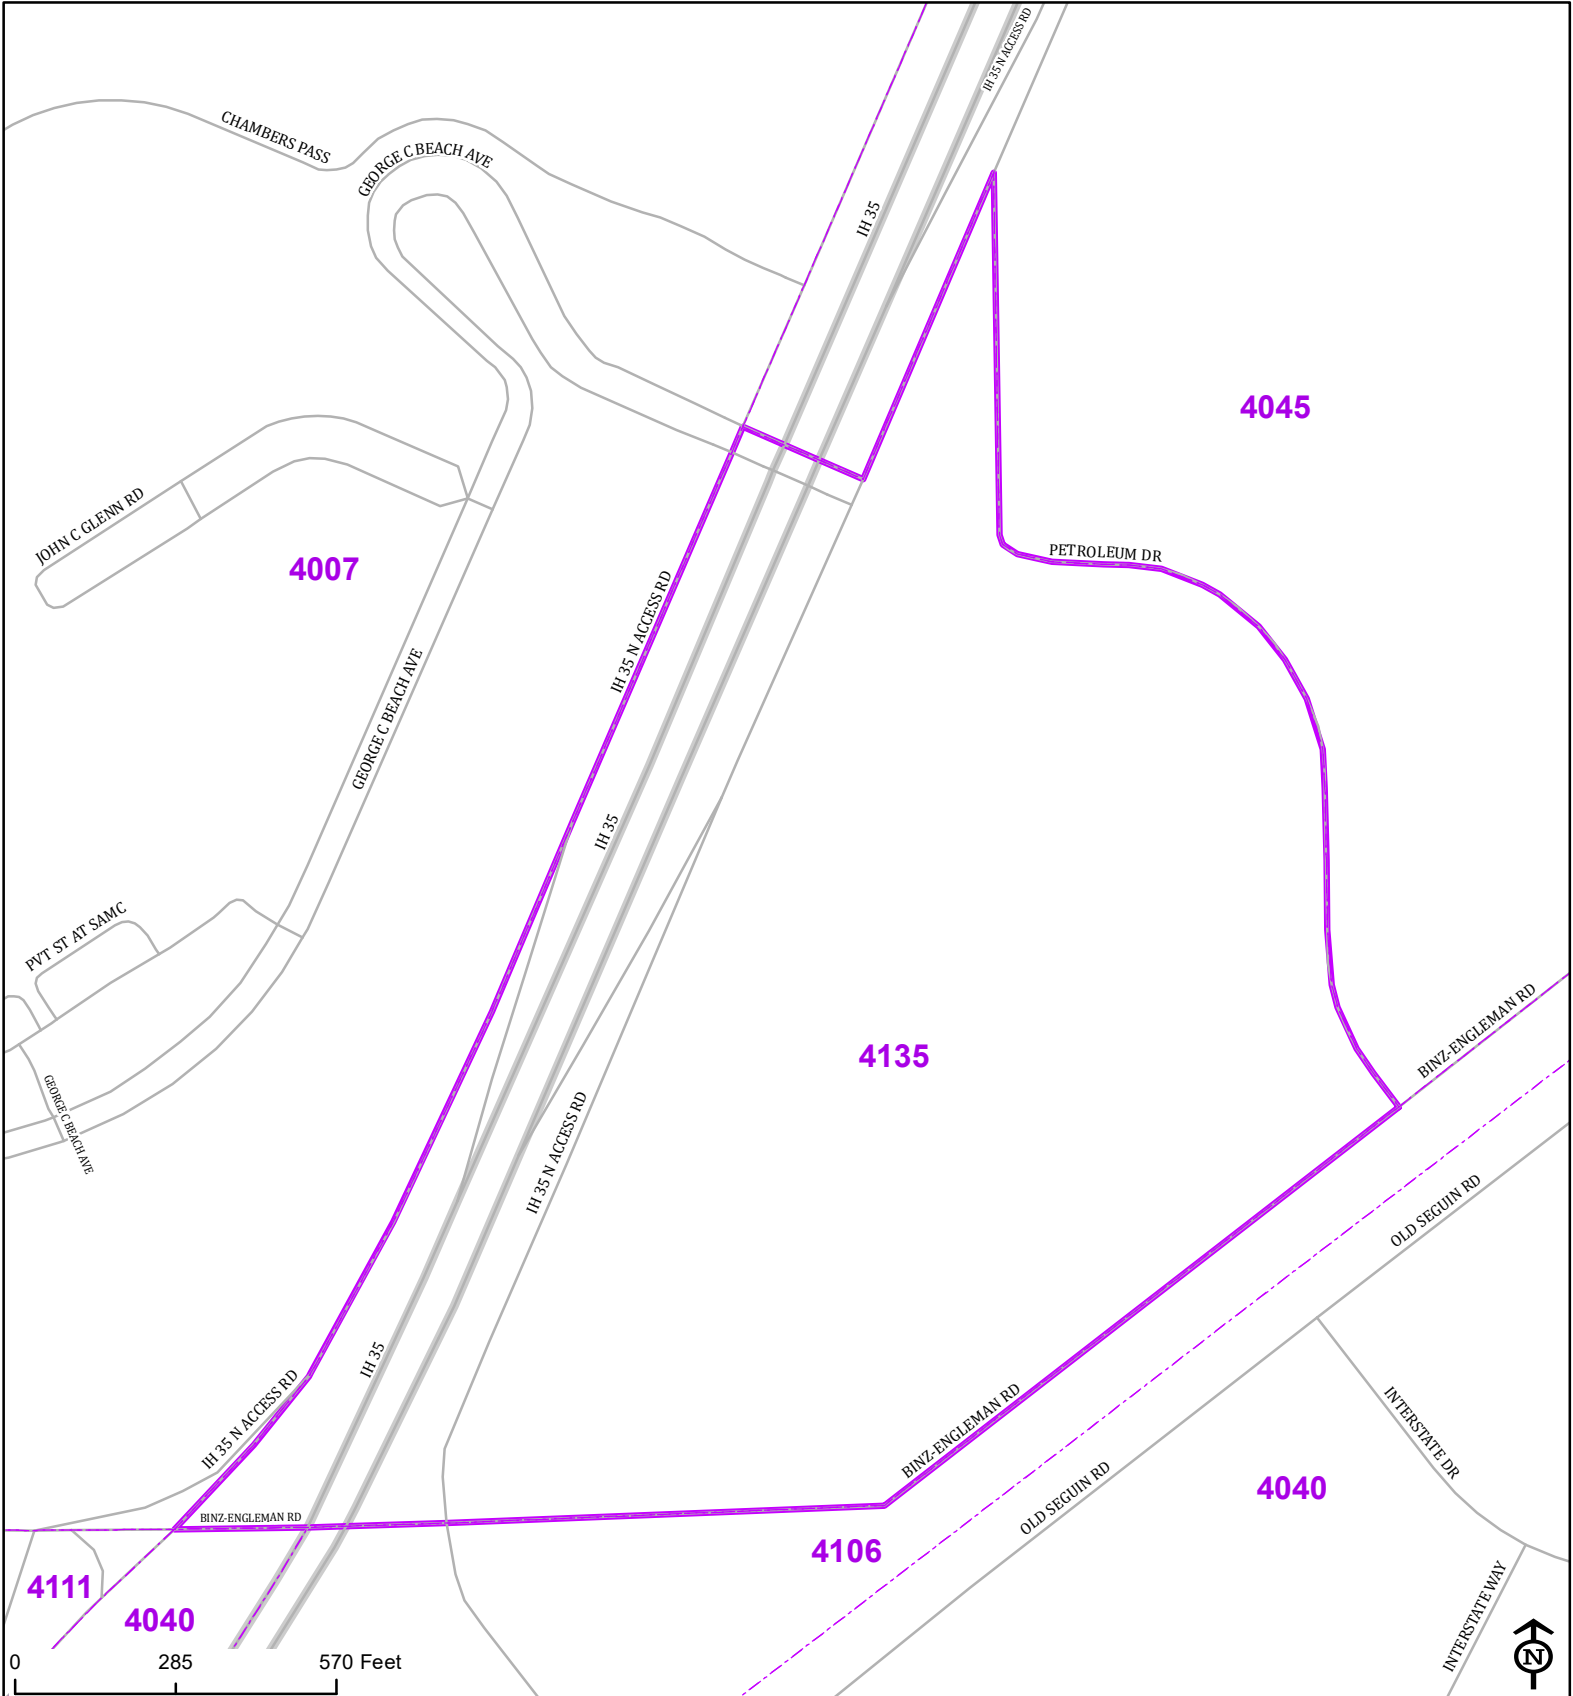 IH 35 N ACCESS RD
CHAMBERS PASS
GEORGE C BEACH AVE
IH 35
4045
JOHN C GLENN RD
PETROLEUM DR
4007
IH 35 N ACCESS RD
GEORGE C BEACH AVE
IH 35
PVT ST AT SAMC
BINZ-ENGLEMAN RD
4135
GEORGE C BEACH AVE
IH 35 N ACCESS RD
OLD SEGUIN RD
IH 35
IH 35 N ACCESS RD
BINZ-ENGLEMAN RD
INTERSTATE DR
OLD SEGUIN RD
4040
BINZ-ENGLEMAN RD
4106
4111
4040
INTERSTATE WAY
0 285 570 Feet
N